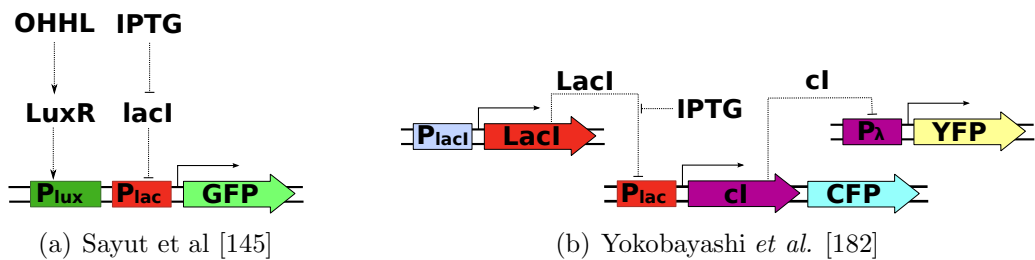 OHHL IPTG
LuxR lacI
Plux Plac GFP
(a) Sayut et al [145]
LacI cI
IPTG
PlacI LacI Pλ YFP
Plac cI CFP
(b) Yokobayashi et al. [182]